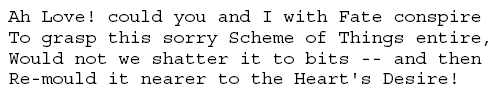 Ah Love! could you and I with Fate conspire
To grasp this sorry Scheme of Things entire,
Would not we shatter it to bits -- and then
Re-mould it nearer to the Heart's Desire!